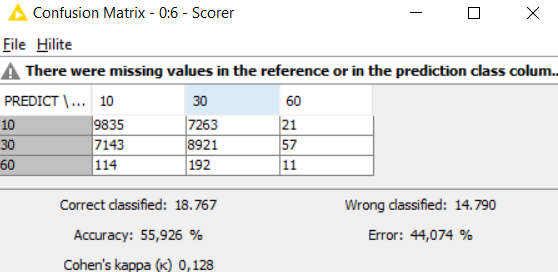 Confusion Matrix - 0:6 - Scorer
File Hilite
There were missing values in the reference or in the prediction class colum...
PREDICT \ ... 10 30 60
10 9835 7263 21
30 7143 8921 57
60 114 192 11
Correct classified: 18.767 Wrong classified: 14.790
Accuracy: 55,926 % Error: 44,074 %
Cohen's kappa (κ) 0,128